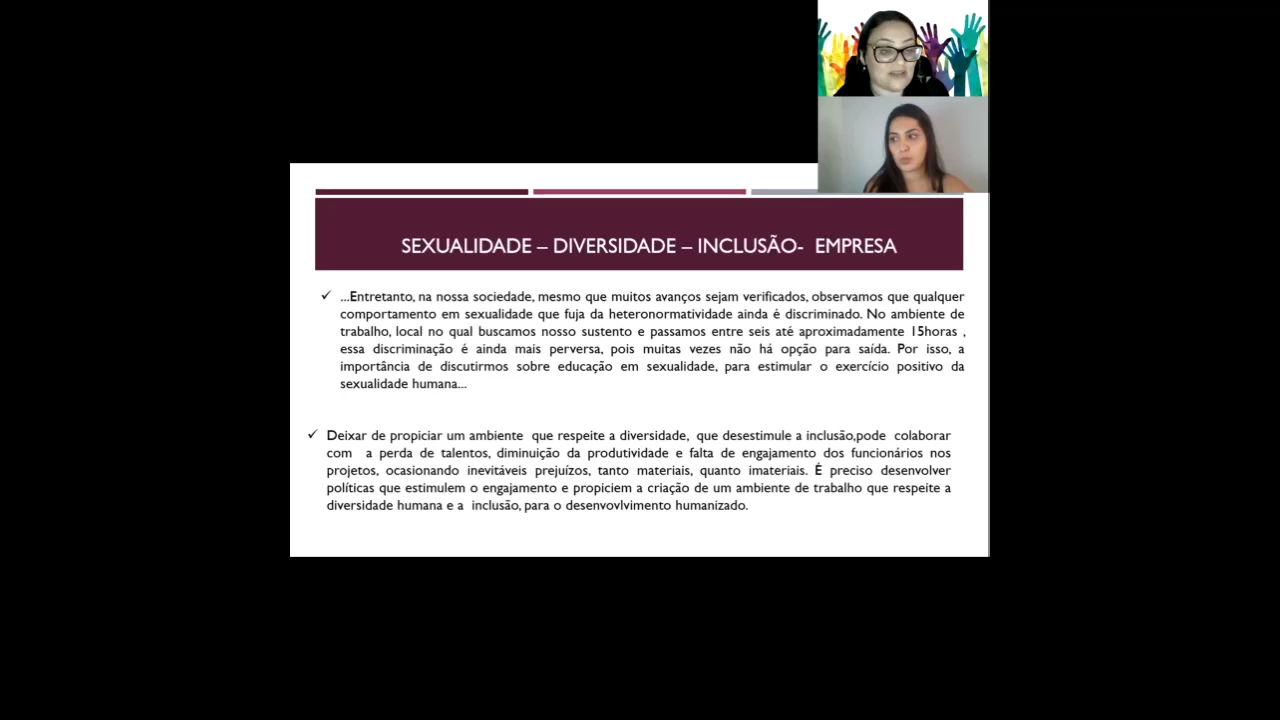 SEXUALIDADE – DIVERSIDADE – INCLUSÃO- EMPRESA
✓ ...Entretanto, na nossa sociedade, mesmo que muitos avanços sejam verificados, observamos que qualquer
comportamento em sexualidade que fuja da heteronormatividade ainda é discriminado. No ambiente de
trabalho, local no qual buscamos nosso sustento e passamos entre seis até aproximadamente 15horas ,
essa discriminação é ainda mais perversa, pois muitas vezes não há opção para saída. Por isso, a
importância de discutirmos sobre educação em sexualidade, para estimular o exercício positivo da
sexualidade humana...
✓ Deixar de propiciar um ambiente que respeite a diversidade, que desestimule a inclusão,pode colaborar
com a perda de talentos, diminuição da produtividade e falta de engajamento dos funcionários nos
projetos, ocasionando inevitáveis prejuízos, tanto materiais, quanto imateriais. É preciso desenvolver
políticas que estimulem o engajamento e propiciem a criação de um ambiente de trabalho que respeite a
diversidade humana e a inclusão, para o desenvovlvimento humanizado.